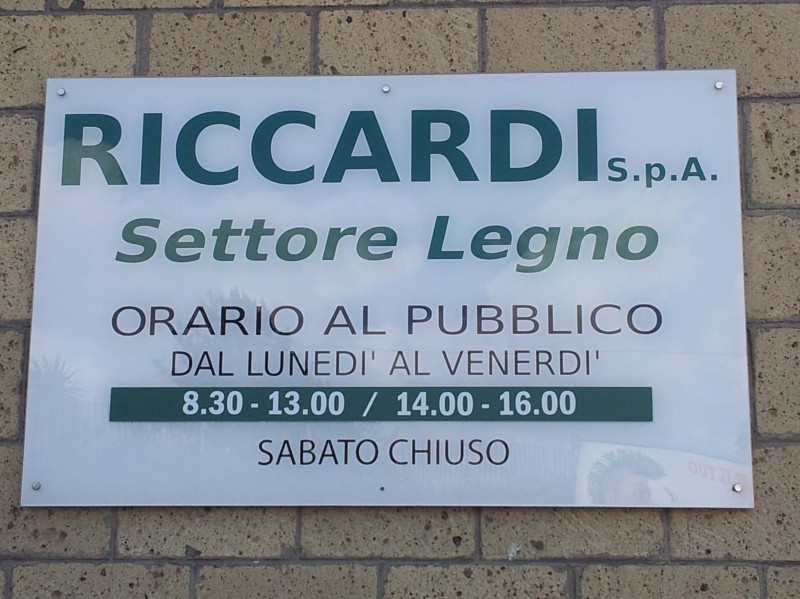 RICCARDI S.p.A.
Settore Legno
ORARIO AL PUBBLICO
DAL LUNEDI' AL VENERDI'
8.30 - 13.00 / 14.00 - 16.00
SABATO CHIUSO